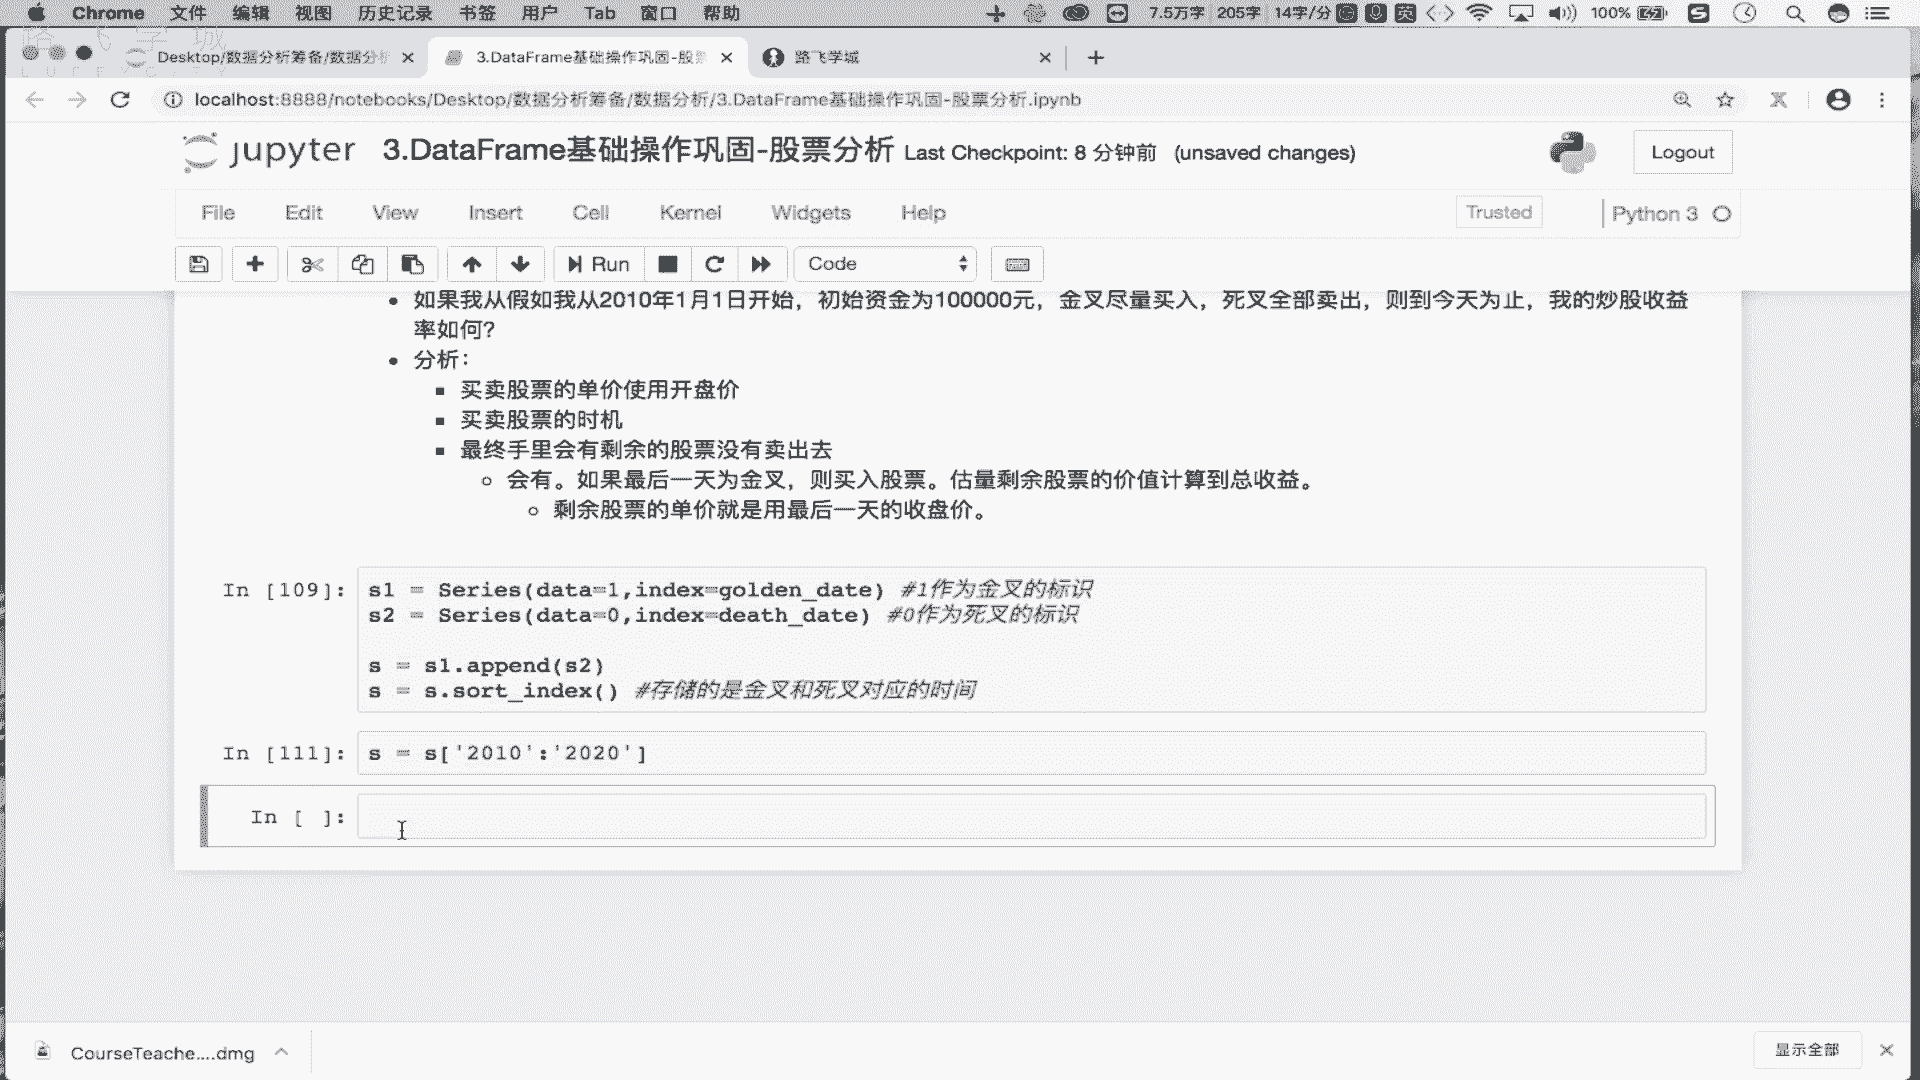 Chrome 文件 编辑 视图 历史记录 书签 用户 Tab 窗口 帮助 7.5万字 205字 14字/分 英 100%
Desktop/数据分析筹备/数据分析 3.DataFrame基础操作巩固-股票 路飞学城
localhost:8888/notebooks/Desktop/数据分析筹备/数据分析/3.DataFrame基础操作巩固-股票分析.ipynb
jupyter 3.DataFrame基础操作巩固-股票分析 Last Checkpoint: 8 分钟前 (unsaved changes) Logout
File Edit View Insert Cell Kernel Widgets Help Trusted Python 3
Run Code
如果我从假如我从2010年1月1日开始，初始资金为100000元，金叉尽量买入，死叉全部卖出，则到今天为止，我的炒股收益
率如何？
分析：
买卖股票的单价使用开盘价
买卖股票的时机
最终手里会有剩余的股票没有卖出去
会有。如果最后一天为金叉，则买入股票。估量剩余股票的价值计算到总收益。
剩余股票的单价就是用最后一天的收盘价。
In [109]: s1 = Series(data=1,index=golden_date) #1作为金叉的标识
s2 = Series(data=0,index=death_date) #0作为死叉的标识
s = s1.append(s2)
s = s.sort_index() #存储的是金叉和死叉对应的时间
In [111]: s = s['2010':'2020']
In [ ]:
CourseTeache....dmg 显示全部